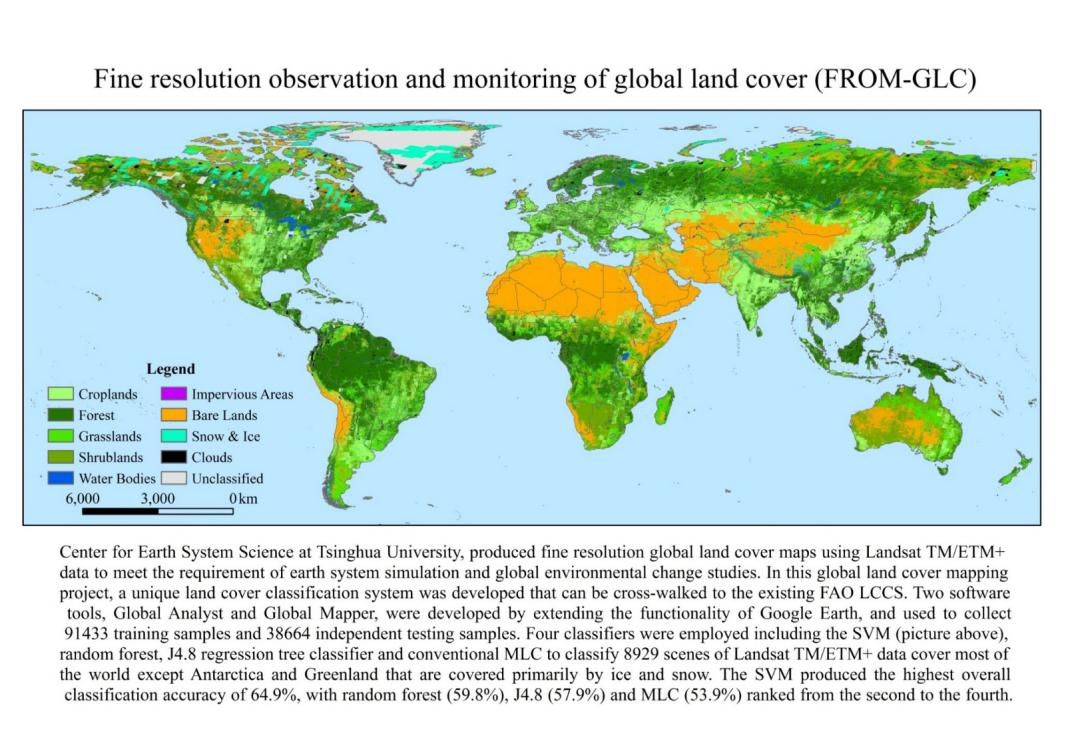 Fine resolution observation and monitoring of global land cover (FROM-GLC)
Legend
Croplands
Forest
Grasslands
Shrublands
Water Bodies
Impervious Areas
Bare Lands
Snow & Ice
Clouds
Unclassified
6,000 3,000 0 km
Center for Earth System Science at Tsinghua University, produced fine resolution global land cover maps using Landsat TM/ETM+
data to meet the requirement of earth system simulation and global environmental change studies. In this global land cover mapping
project, a unique land cover classification system was developed that can be cross-walked to the existing FAO LCCS. Two software
tools, Global Analyst and Global Mapper, were developed by extending the functionality of Google Earth, and used to collect
91433 training samples and 38664 independent testing samples. Four classifiers were employed including the SVM (picture above),
random forest, J4.8 regression tree classifier and conventional MLC to classify 8929 scenes of Landsat TM/ETM+ data cover most of
the world except Antarctica and Greenland that are covered primarily by ice and snow. The SVM produced the highest overall
classification accuracy of 64.9%, with random forest (59.8%), J4.8 (57.9%) and MLC (53.9%) ranked from the second to the fourth.